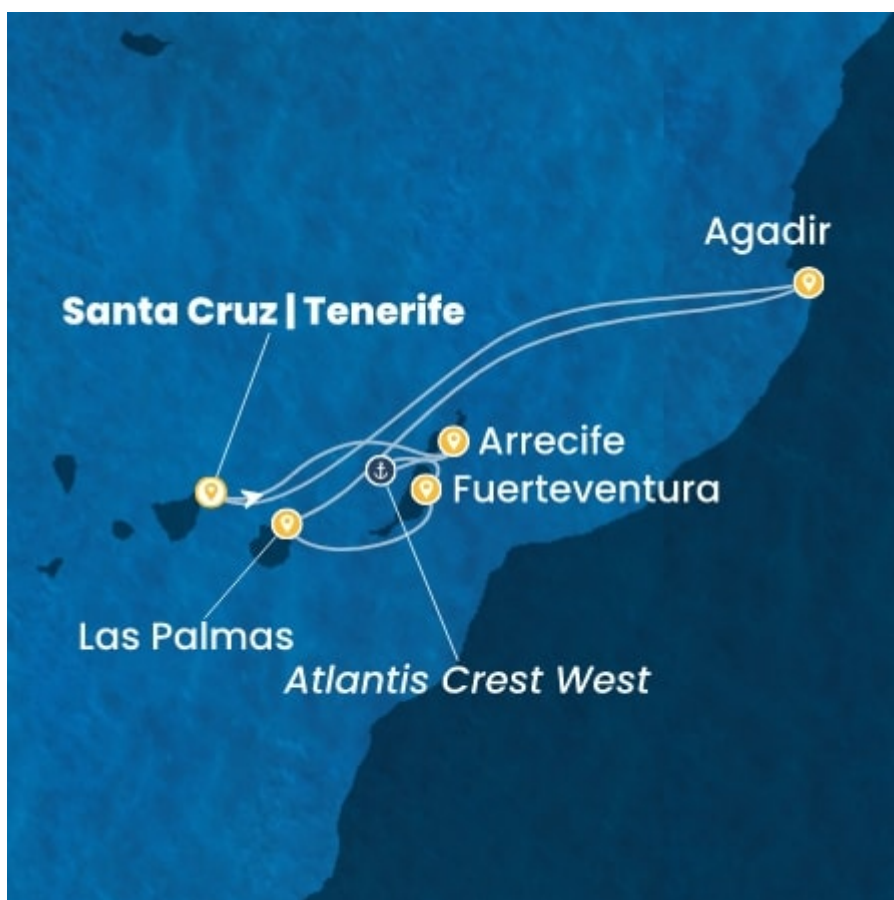 Agadir
Santa Cruz | Tenerife
Arrecife
Fuerteventura
Las Palmas
Atlantis Crest West